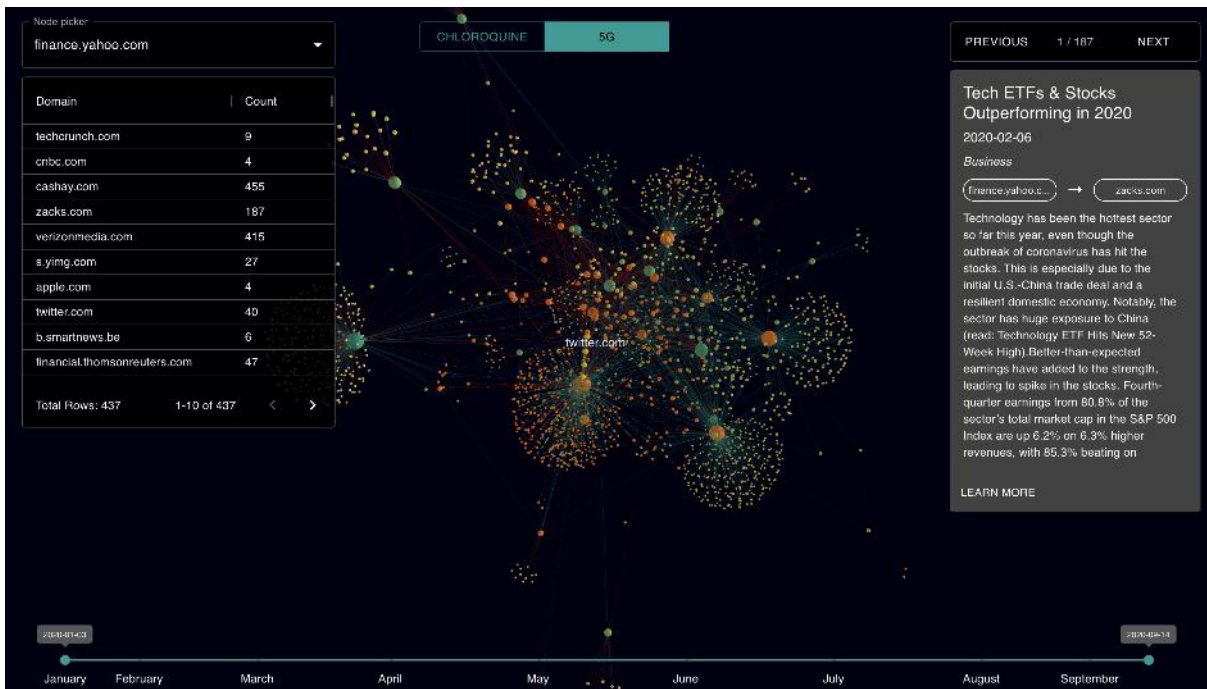 Node picker
finance.yahoo.com
Domain Count
techcrunch.com 9
cnbc.com 4
cashay.com 455
zacks.com 187
verizonmedia.com 415
s.yimg.com 27
apple.com 4
twitter.com 40
b.smartnews.be 6
financial.thomsonreuters.com 47
Total Rows: 437 1-10 of 437
CHLOROQUINE 5G
twitter.com
PREVIOUS 1 / 187 NEXT
Tech ETFs & Stocks
Outperforming in 2020
2020-02-06
Business
finance.yahoo.c... → zacks.com
Technology has been the hottest sector
so far this year, even though the
outbreak of coronavirus has hit the
stocks. This is especially due to the
initial U.S.-China trade deal and a
resilient domestic economy. Notably, the
sector has huge exposure to China
(read: Technology ETF Hits New 52-
Week High).Better-than-expected
earnings have added to the strength,
leading to spike in the stocks. Fourth-
quarter earnings from 80.8% of the
sector's total market cap in the S&P 500
Index are up 6.2% on 6.3% higher
revenues, with 85.3% beating on
LEARN MORE
2020-01-03 2020-09-14
January February March April May June July August September